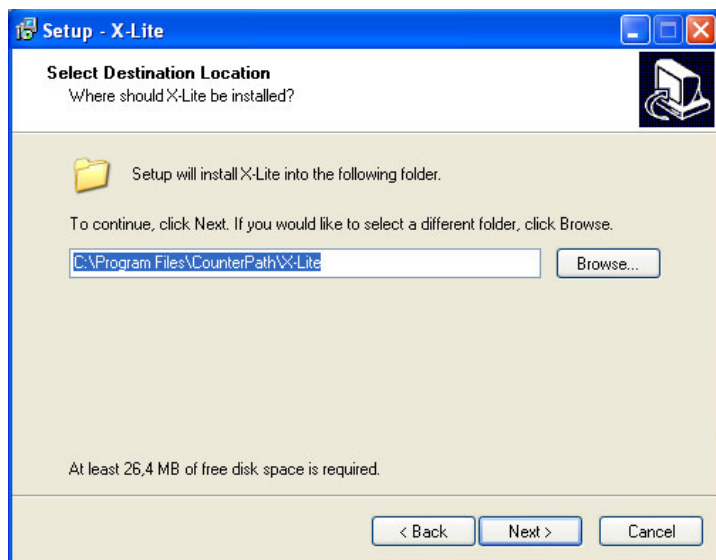 Setup - X-Lite
Select Destination Location
Where should X-Lite be installed?
Setup will install X-Lite into the following folder.
To continue, click Next. If you would like to select a different folder, click Browse.
C:\Program Files\CounterPath\X-Lite
Browse...
At least 26,4 MB of free disk space is required.
< Back
Next >
Cancel